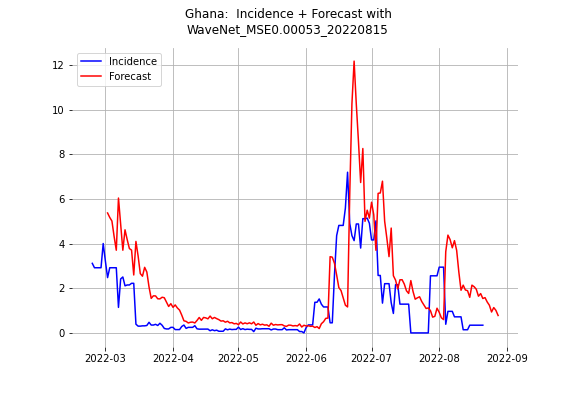 Ghana:  Incidence + Forecast with
WaveNet_MSE0.00053_20220815
Incidence
Forecast
12
10
8
6
4
2
0
2022-03 2022-04 2022-05 2022-06 2022-07 2022-08 2022-09